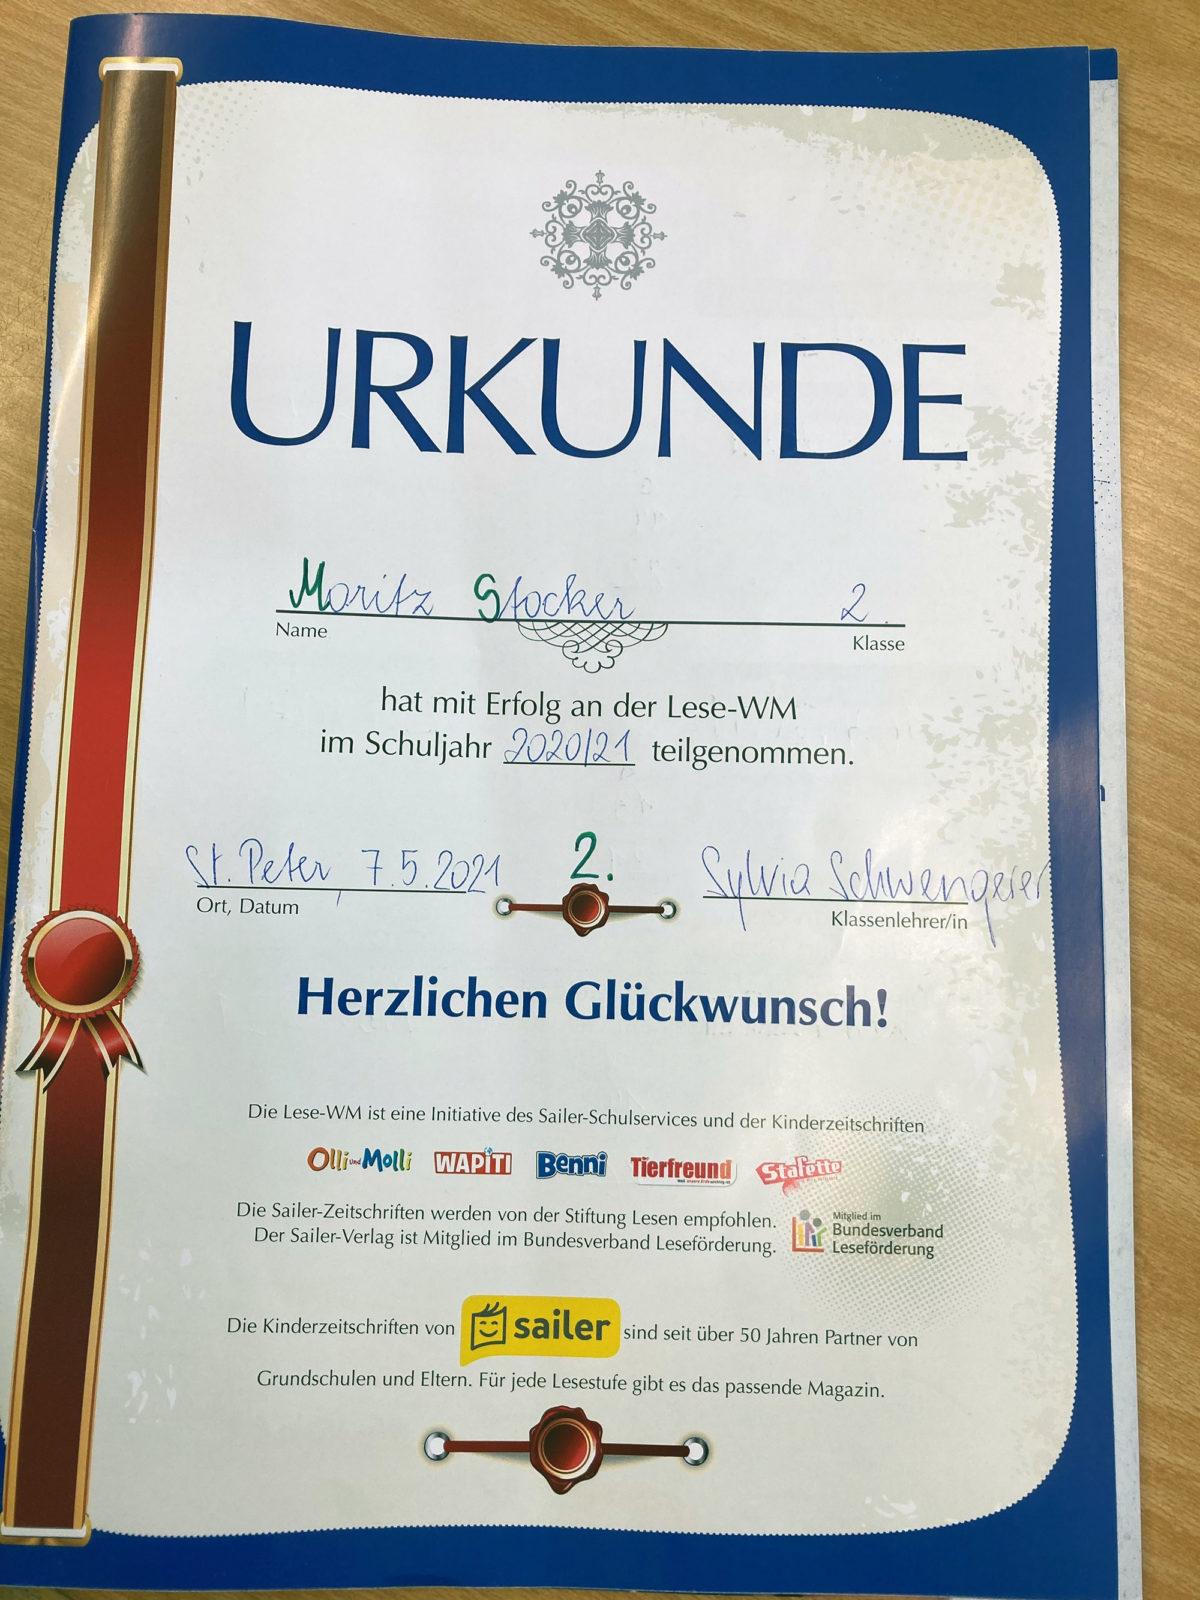 URKUNDE
Moritz Stocker 2.
Name Klasse
hat mit Erfolg an der Lese-WM
im Schuljahr 2020/21 teilgenommen.
St. Peter, 7.5.2021 2. Sylvia Schwengerer
Ort, Datum Klassenlehrer/in
Herzlichen Glückwunsch!
Die Lese-WM ist eine Initiative des Sailer-Schulservices und der Kinderzeitschriften
Olli und Molli WAPITI Benni Tierfreund Stafette
Die Sailer-Zeitschriften werden von der Stiftung Lesen empfohlen.
Der Sailer-Verlag ist Mitglied im Bundesverband Leseförderung.
Mitglied im
Bundesverband
Leseförderung
Die Kinderzeitschriften von sailer sind seit über 50 Jahren Partner von
Grundschulen und Eltern. Für jede Lesestufe gibt es das passende Magazin.